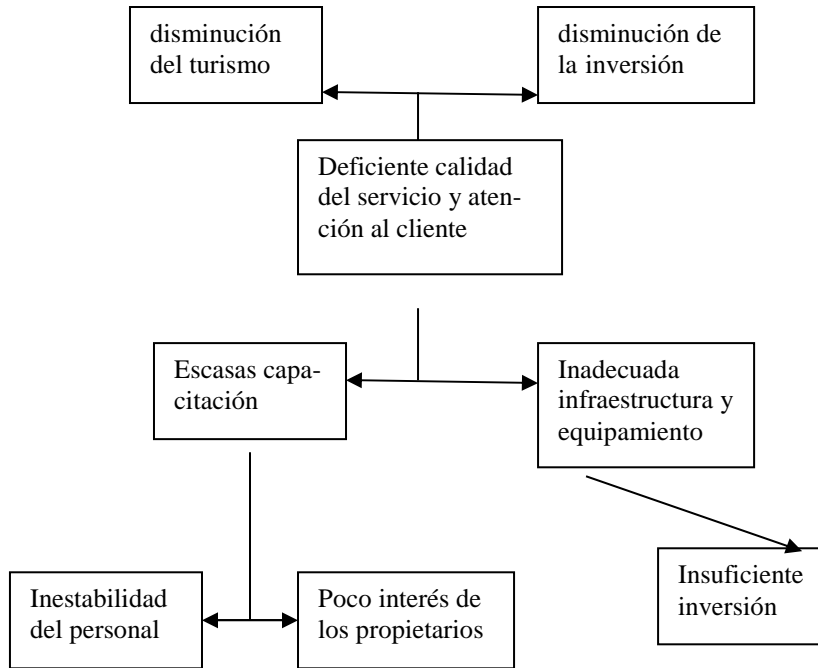 disminución
del turismo
disminución de
la inversión
Deficiente calidad
del servicio y aten-
ción al cliente
Escasas capa-
citación
Inadecuada
infraestructura y
equipamiento
Inestabilidad
del personal
Poco interés de
los propietarios
Insuficiente
inversión